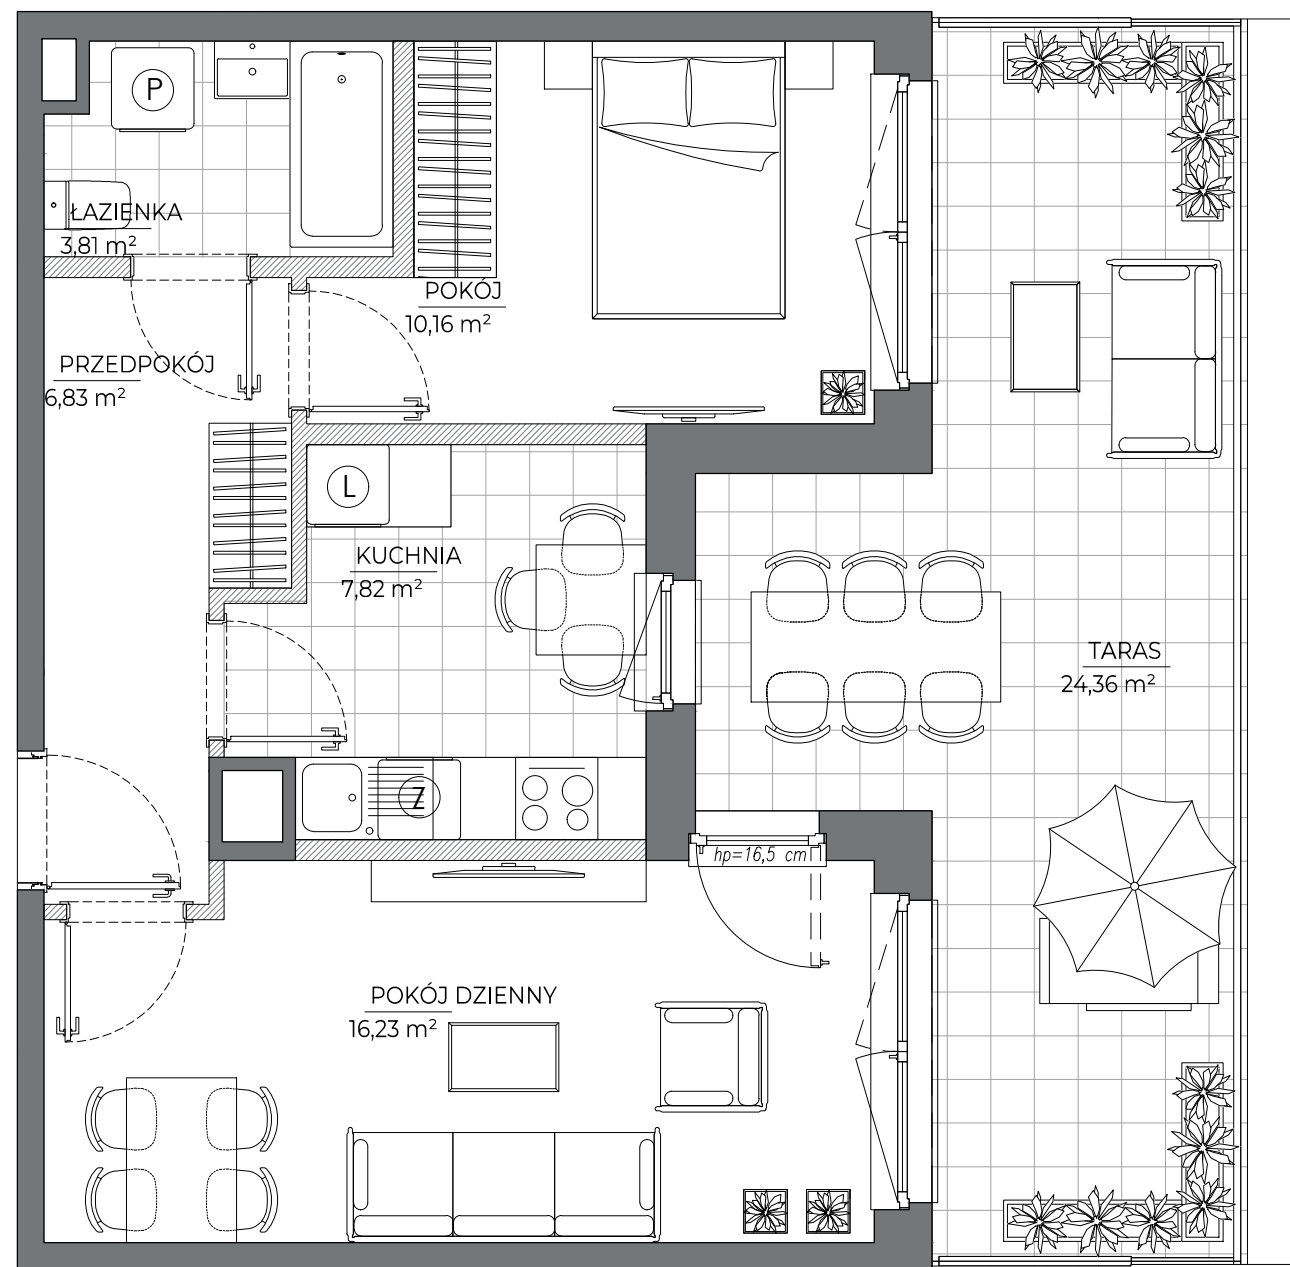 P
ŁAZIENKA
3,81 m²
POKÓJ
10,16 m²
PRZEDPOKÓJ
6,83 m²
L
KUCHNIA
7,82 m²
TARAS
24,36 m²
Z
hp=16,5 cm
POKÓJ DZIENNY
16,23 m²